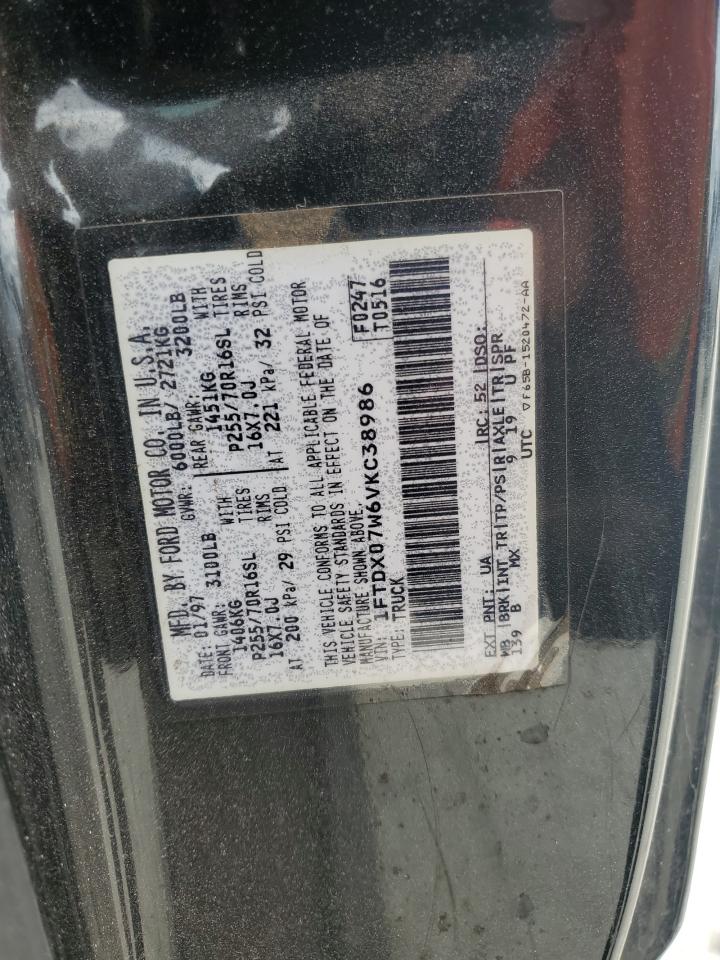 MFD. BY FORD MOTOR CO. IN U.S.A.
DATE: 01/97 GVWR: 6000LB/ 2721KG
FRONT GAWR: 3100LB REAR GAWR: 3200LB
1406KG WITH 1451KG WITH
P255/70R16SL TIRES P255/70R16SL TIRES
16X7.0J RIMS 16X7.0J RIMS
AT 200 kPa/ 29 PSI COLD AT 221 kPa/ 32 PSI COLD
THIS VEHICLE CONFORMS TO ALL APPLICABLE FEDERAL MOTOR
VEHICLE SAFETY STANDARDS IN EFFECT ON THE DATE OF
MANUFACTURE SHOWN ABOVE.
VIN: 1FTDX07W6VKC38986 F0247
TYPE: TRUCK T0516
EXT PNT: UA RC: 52 DSO:
WB BRK INT TR TP/PS R AXLE TR SPR
139 B MX 9 19 U PF
UTC
▽F65B-1520472-AA